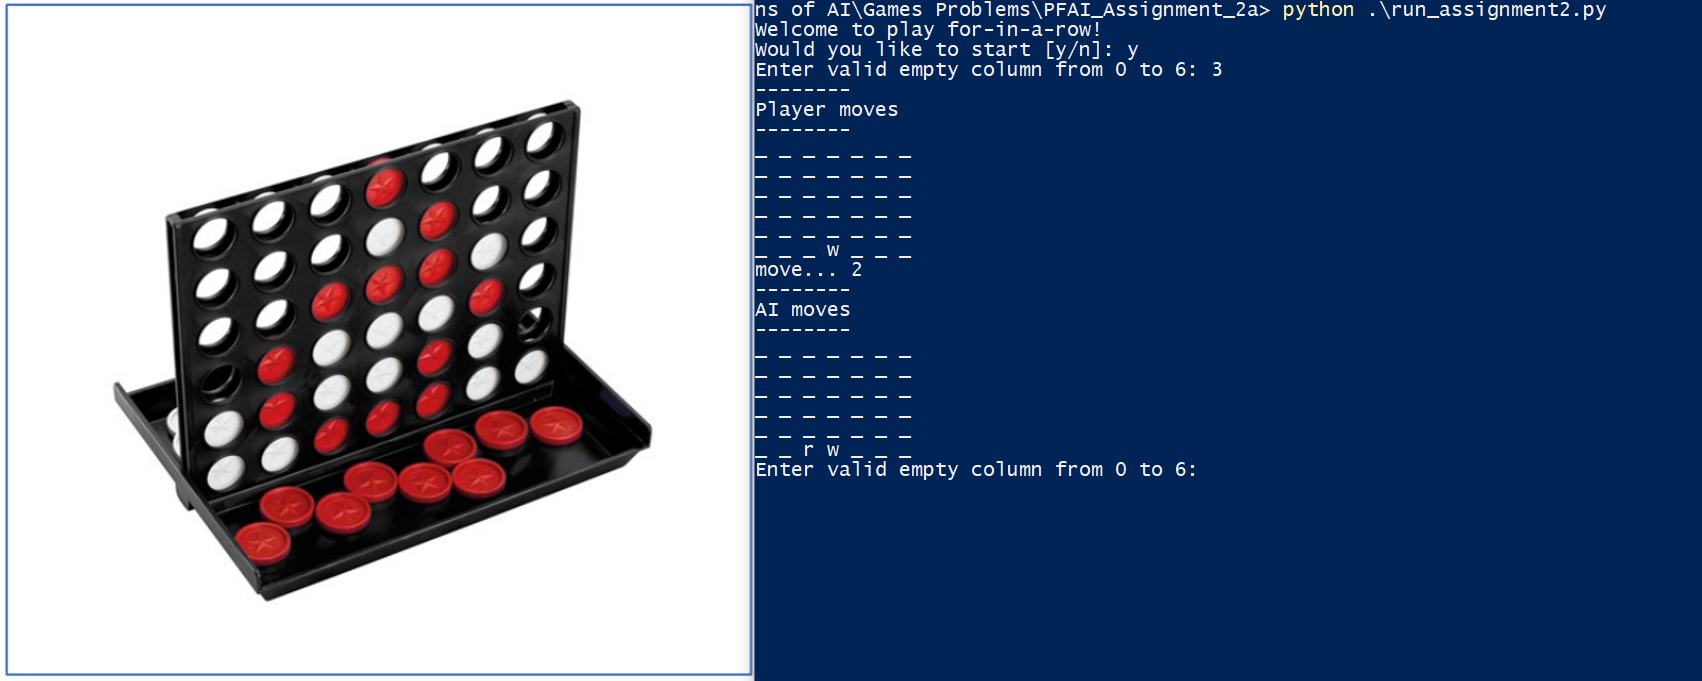 ns of AI\Games Problems\PFAI_Assignment_2a> python .\run_assignment2.py
Welcome to play for-in-a-row!
Would you like to start [y/n]: y
Enter valid empty column from 0 to 6: 3
--------
Player moves
--------
_ _ _ _ _ _ _
_ _ _ _ _ _ _
_ _ _ _ _ _ _
_ _ _ _ _ _ _
_ _ _ _ _ _ _
_ _ _ w _ _ _
move... 2
--------
AI moves
--------
_ _ _ _ _ _ _
_ _ _ _ _ _ _
_ _ _ _ _ _ _
_ _ _ _ _ _ _
_ _ _ _ _ _ _
_ _ r w _ _ _
Enter valid empty column from 0 to 6: